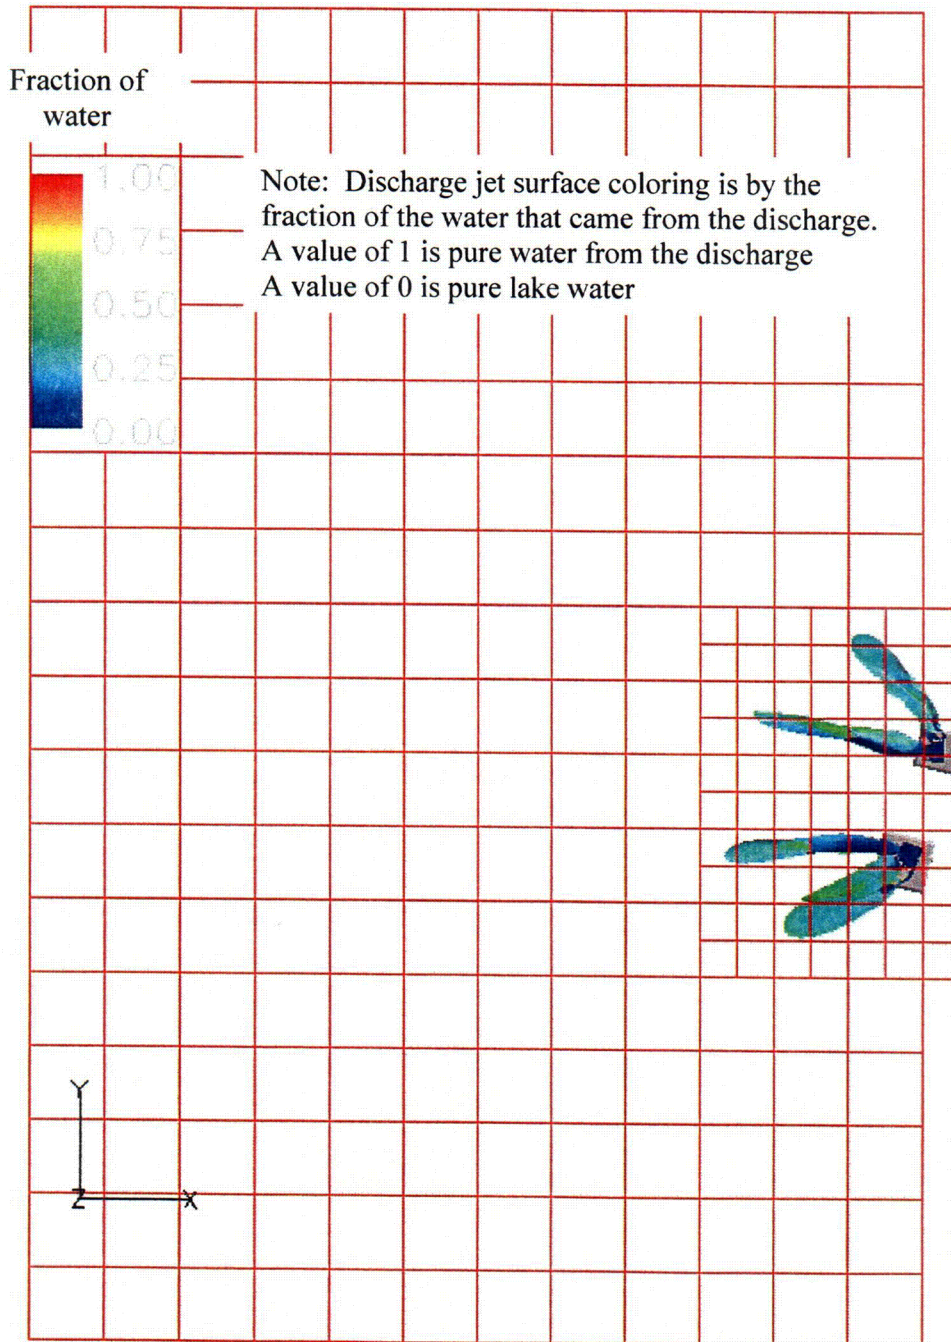 Fraction of
water
1.00
0.75
0.50
0.25
0.00
Note: Discharge jet surface coloring is by the
fraction of the water that came from the discharge.
A value of 1 is pure water from the discharge
A value of 0 is pure lake water
Y
Z
X